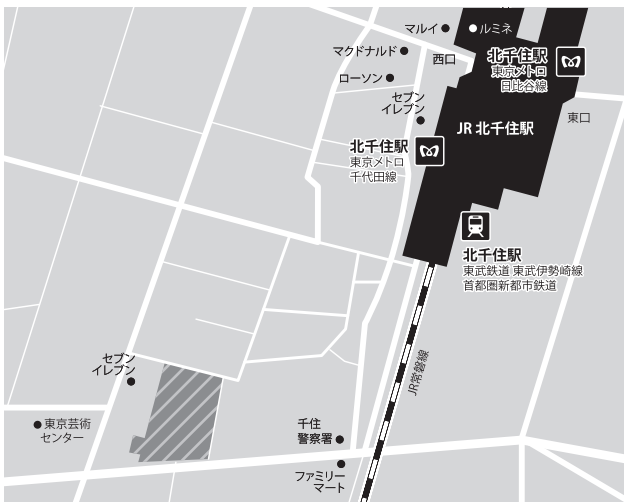 マルイ
ルミネ
マクドナルド
西口
北千住駅
東京メトロ
日比谷線
ローソン
セブン
イレブン
東口
JR 北千住駅
北千住駅
東京メトロ
千代田線
北千住駅
東武鉄道 東武伊勢崎線
首都圏新都市鉄道
セブン
イレブン
JR常磐線
東京芸術
センター
千住
警察署
ファミリー
マート